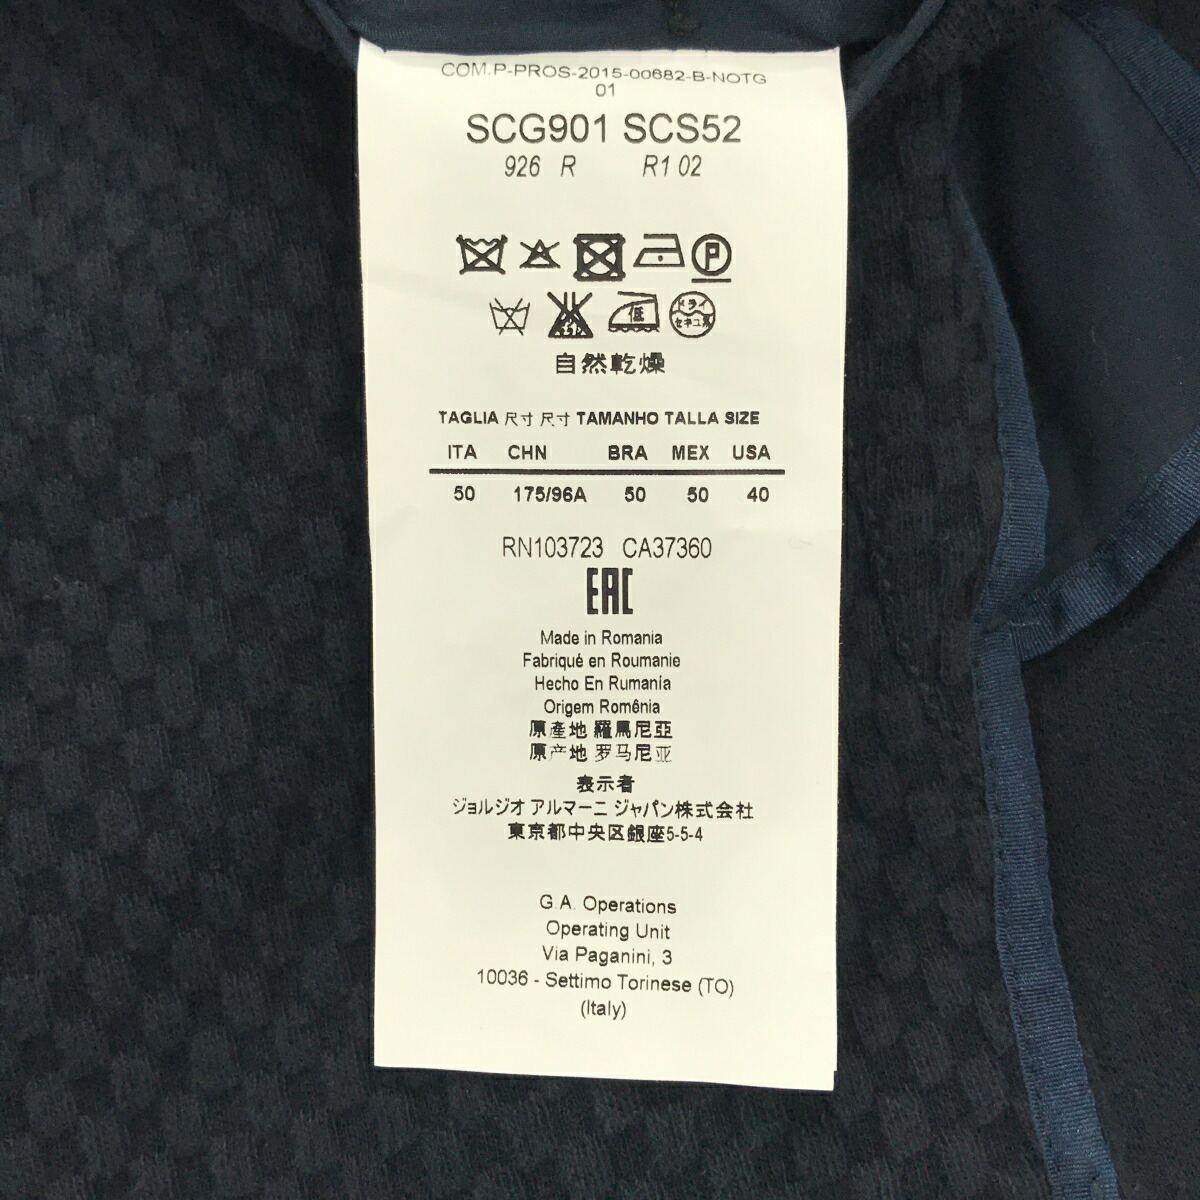 COM.P-PROS-2015-00682-B-NOTG
01
SCG901 SCS52
926 R R1 02
P
低 ドライ
セキユ系
自然乾燥
TAGLIA 尺寸 尺寸 TAMANHO TALLA SIZE
ITA CHN BRA MEX USA
50 175/96A 50 50 40
RN103723 CA37360
EAC
Made in Romania
Fabriqué en Roumanie
Hecho En Rumanía
Origem Romênia
原產地 羅馬尼亞
原产地 罗马尼亚
表示者
ジョルジオ アルマーニ ジャパン株式会社
東京都中央区銀座5-5-4
G.A. Operations
Operating Unit
Via Paganini, 3
10036 - Settimo Torinese (TO)
(Italy)